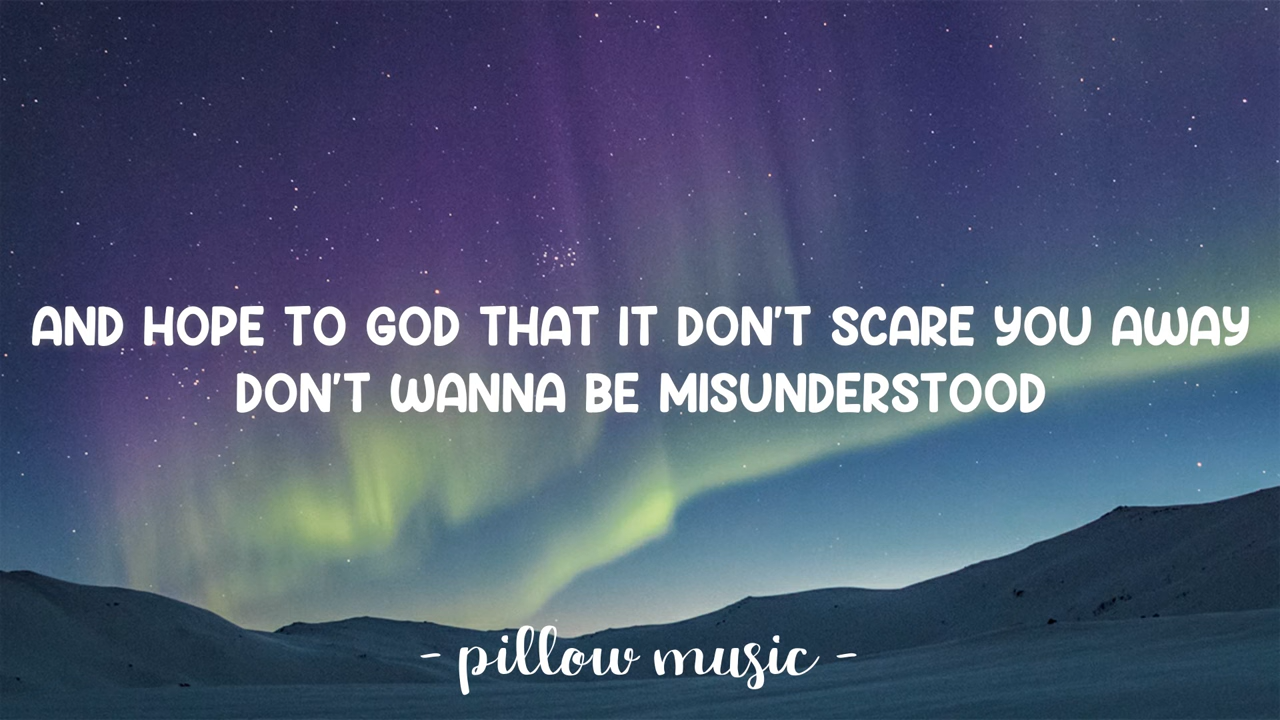 AND HOPE TO GOD THAT IT DON'T SCARE YOU AWAY
DON'T WANNA BE MISUNDERSTOOD
- pillow music -